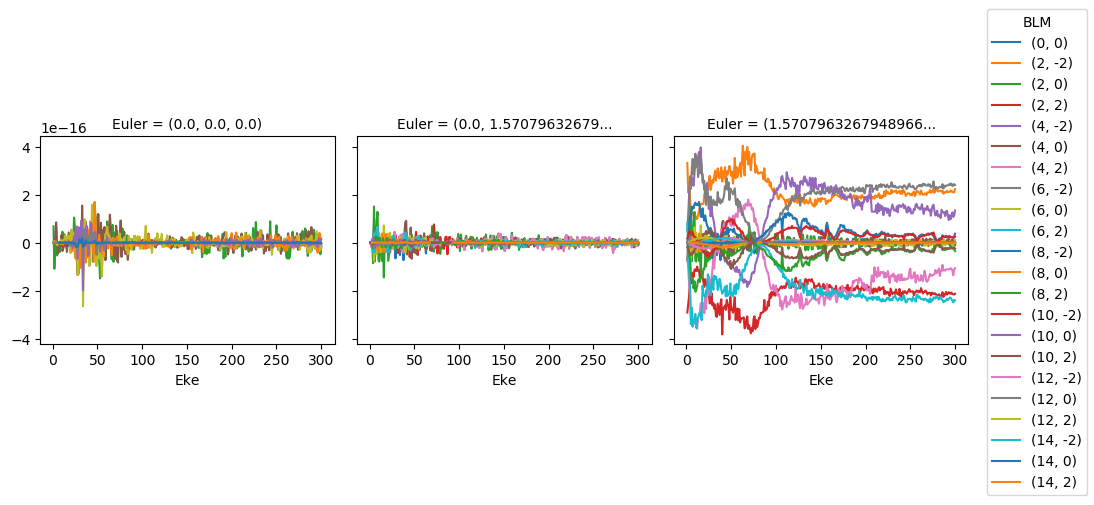 BLM
(0, 0)
(2, -2)
(2, 0)
(2, 2)
(4, -2)
(4, 0)
(4, 2)
(6, -2)
(6, 0)
(6, 2)
(8, -2)
(8, 0)
(8, 2)
(10, -2)
(10, 0)
(10, 2)
(12, -2)
(12, 0)
(12, 2)
(14, -2)
(14, 0)
(14, 2)
1e−16
Euler = (0.0, 0.0, 0.0)
4
2
0
−2
−4
0 50 100 150 200 250 300
Eke
Euler = (0.0, 1.57079632679...
0 50 100 150 200 250 300
Eke
Euler = (1.5707963267948966...
0 50 100 150 200 250 300
Eke